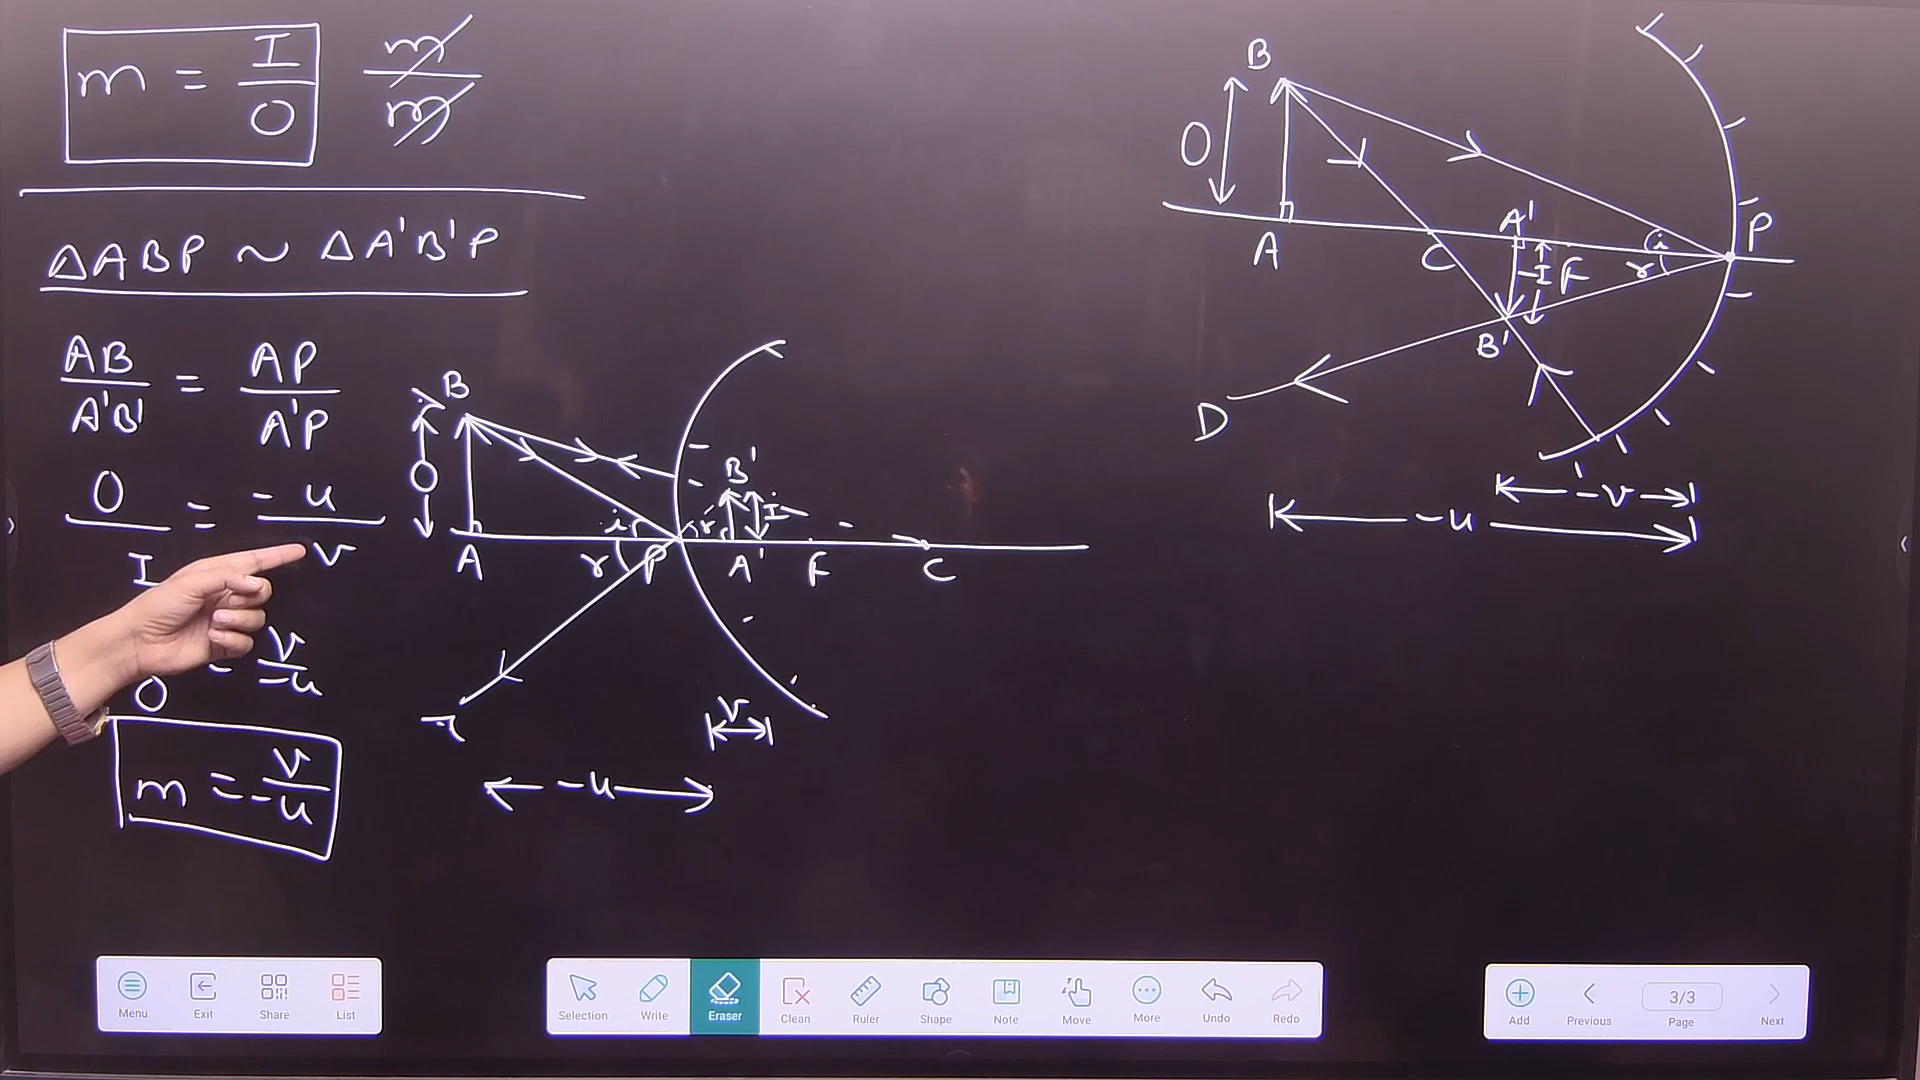 m = I/O m/m
ΔABP ~ ΔA'B'P
AB/A'B' = AP/A'P
O/I = -u/v
O = v/-u
m = v/-u
B
O
A
i
r
P
B'
r
I
A'
F
C
v
-u
B
O
A
C
A'
-I
F
i
r
P
B'
D
-v
-u
Menu
Exit
Share
List
Selection
Write
Eraser
Clean
Ruler
Shape
Note
Move
More
Undo
Redo
Add
Previous
3/3
Page
Next